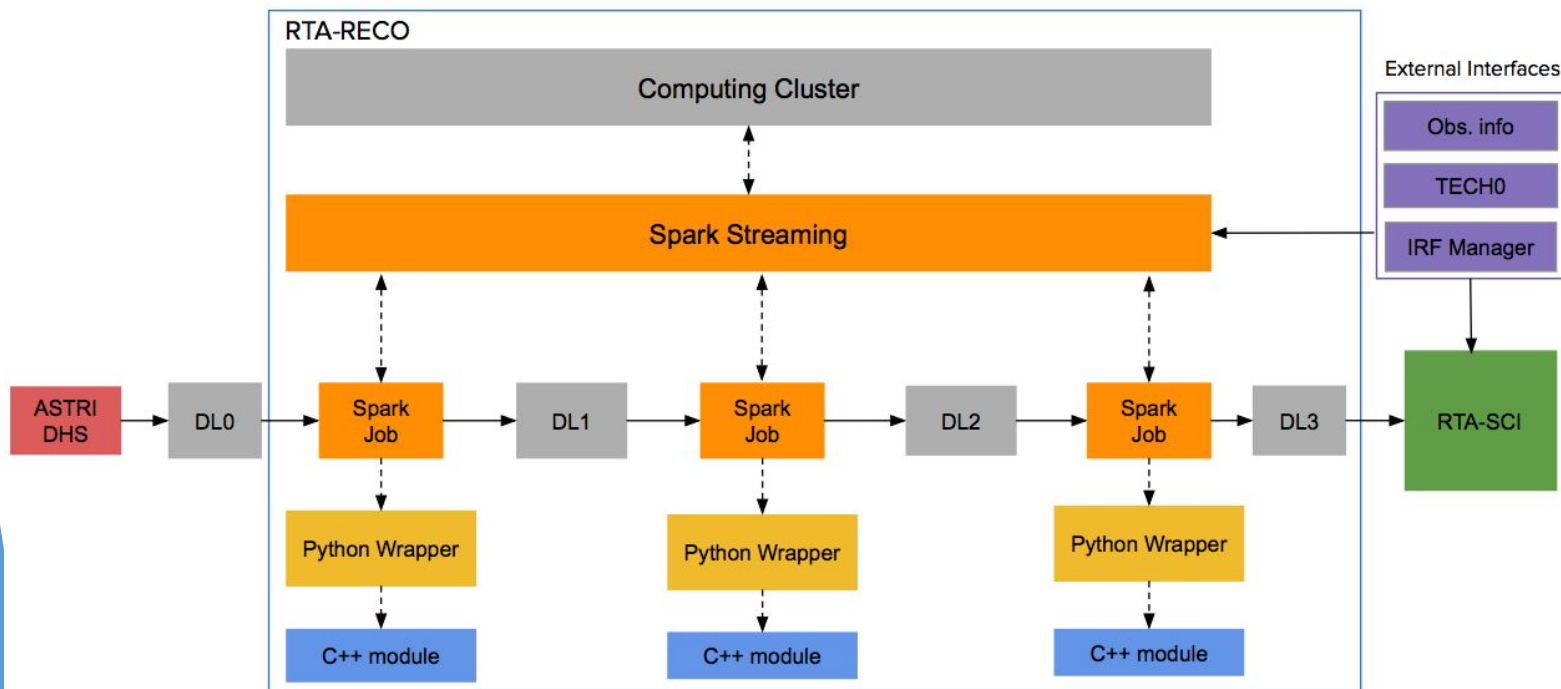 RTA-RECO
Computing Cluster
External Interfaces
Obs. info
TECH0
IRF Manager
Spark Streaming
ASTRI
DHS
DL0
Spark
Job
DL1
Spark
Job
DL2
Spark
Job
DL3
RTA-SCI
Python Wrapper
Python Wrapper
Python Wrapper
C++ module
C++ module
C++ module